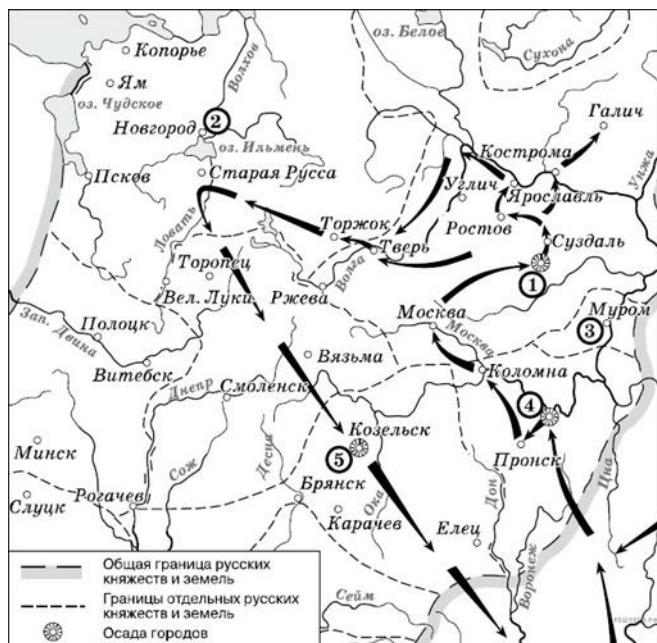 Копорье
Ям
оз. Чудское
Волхов
оз. Белое
Сухона
Галич
Новгород
2
оз. Ильмень
Псков
Старая Русса
Кострома
Углич
Ярославль
Унжа
Ловать
Торжок
Ростов
Тверь
Суздаль
Торопец
Волга
Вел. Луки
Ржева
1
Зап. Двина
Москва
Москва
Муром
3
Полоцк
Витебск
Вязьма
Коломна
Днепр
Смоленск
4
Минск
Сож
Десна
Козельск
5
Пронск
Цна
Слуцк
Рогачев
Брянск
Ока
Дон
Карачев
Елец
Воронеж
Сейм
Общая граница русских
княжеств и земель
Границы отдельных русских
княжеств и земель
Осада городов